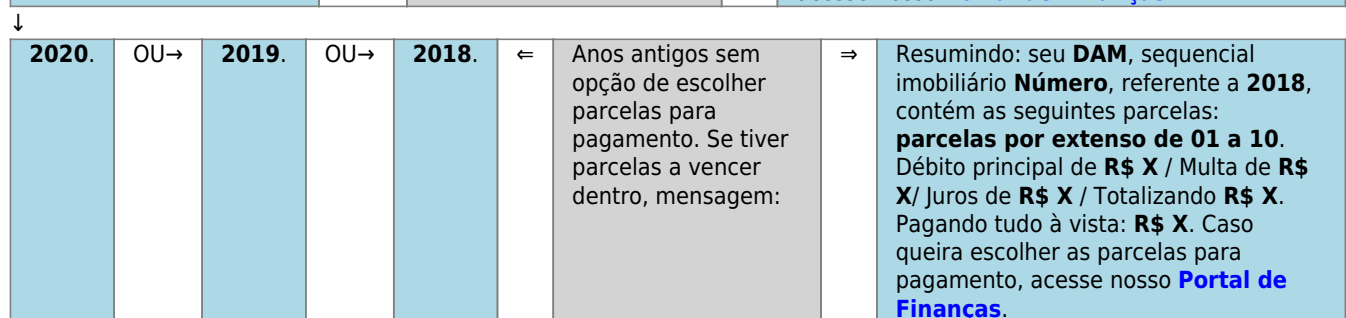 ↓
2020. OU→ 2019. OU→ 2018. ⇐ Anos antigos sem ⇒ Resumindo: seu DAM, sequencial
opção de escolher imobiliário Número, referente a 2018,
parcelas para contém as seguintes parcelas:
pagamento. Se tiver parcelas por extenso de 01 a 10.
parcelas a vencer Débito principal de R$ X / Multa de R$
dentro, mensagem: X/ Juros de R$ X / Totalizando R$ X.
Pagando tudo à vista: R$ X. Caso
queira escolher as parcelas para
pagamento, acesse nosso Portal de
Finanças.